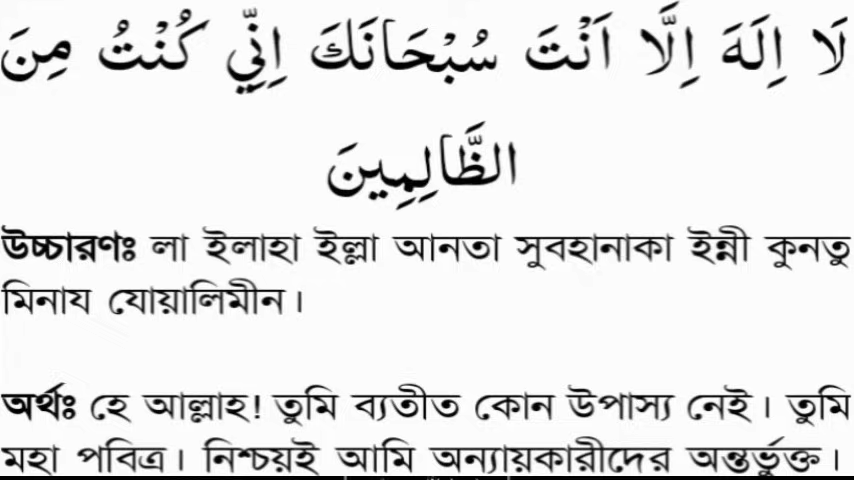 لَا اِلَهَ اِلَّا اَنْتَ سُبْحَانَكَ اِنِّي كُنْتُ مِنَ
الظَّالِمِينَ
উচ্চারণঃ লা ইলাহা ইল্লা আনতা সুবহানাকা ইন্নী কুনতু
মিনায যোয়ালিমীন।
অর্থঃ হে আল্লাহ! তুমি ব্যতীত কোন উপাস্য নেই। তুমি
মহা পবিত্র। নিশ্চয়ই আমি অন্যায়কারীদের অন্তর্ভুক্ত।